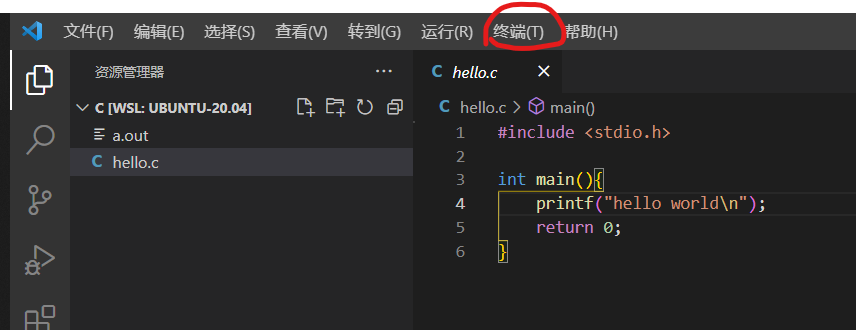 文件(F) 编辑(E) 选择(S) 查看(V) 转到(G) 运行(R) 终端(T) 帮助(H)
资源管理器 ···
C [WSL: UBUNTU-20.04]
a.out
C hello.c
C hello.c
C hello.c > main()
1 #include <stdio.h>
2
3 int main(){
4 printf("hello world\n");
5 return 0;
6 }